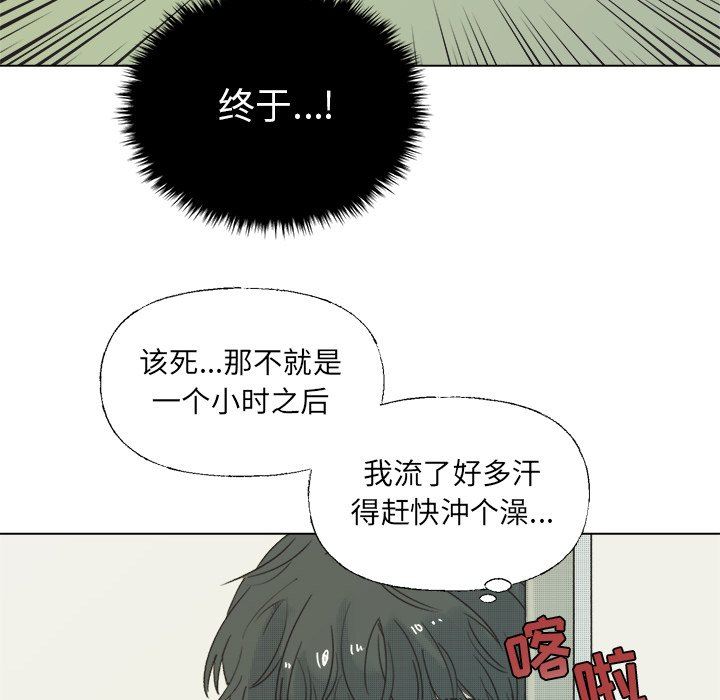 终于...!
该死...那不就是
一个小时之后
我流了好多汗
得赶快沖个澡...
喀
啦